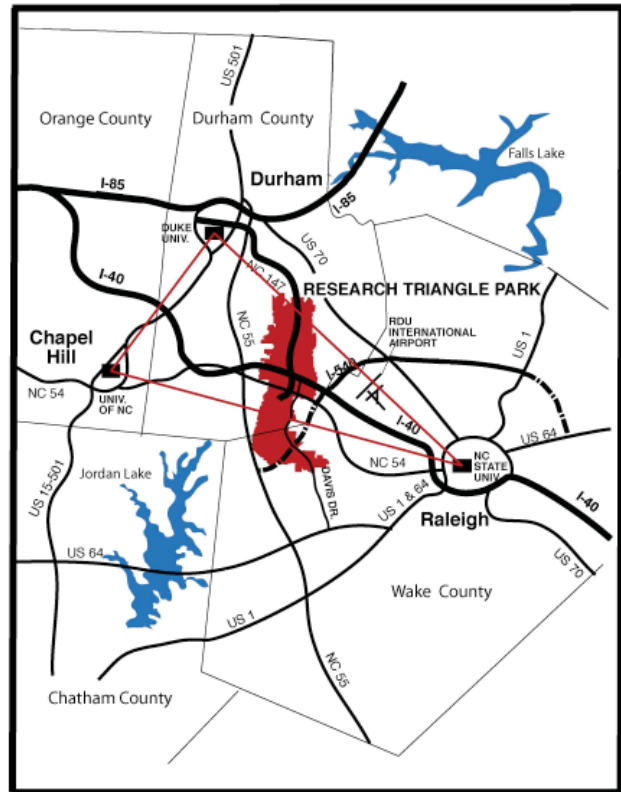 US 501
Orange County
Durham County
Falls Lake
I-85
Durham
I-85
DUKE
UNIV.
US 70
I-40
NC 147
RESEARCH TRIANGLE PARK
RDU
INTERNATIONAL
AIRPORT
US 1
Chapel
Hill
NC 55
I-540
NC 54
UNIV.
OF NC
I-40
US 64
NC
STATE
UNIV.
NC 54
Jordan Lake
US 15-501
DAVIS DR.
US 1 & 64
Raleigh
I-40
US 64
US 70
Wake County
US 1
NC 55
Chatham County